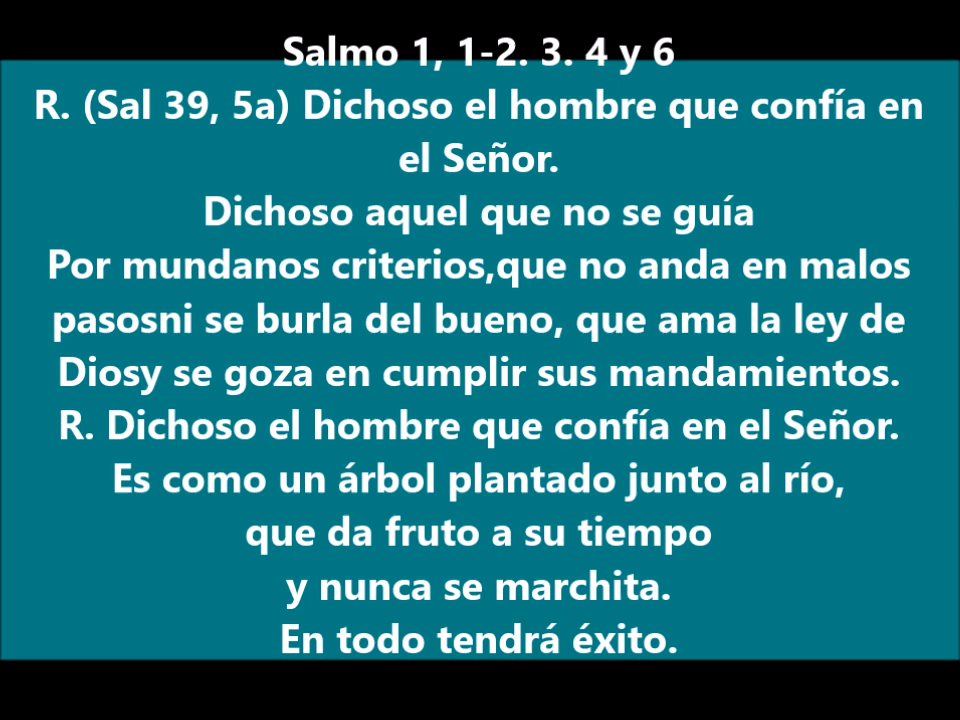 Salmo 1, 1-2. 3. 4 y 6
R. (Sal 39, 5a) Dichoso el hombre que confía en
el Señor.
Dichoso aquel que no se guía
Por mundanos criterios,que no anda en malos
pasosni se burla del bueno, que ama la ley de
Diosy se goza en cumplir sus mandamientos.
R. Dichoso el hombre que confía en el Señor.
Es como un árbol plantado junto al río,
que da fruto a su tiempo
y nunca se marchita.
En todo tendrá éxito.